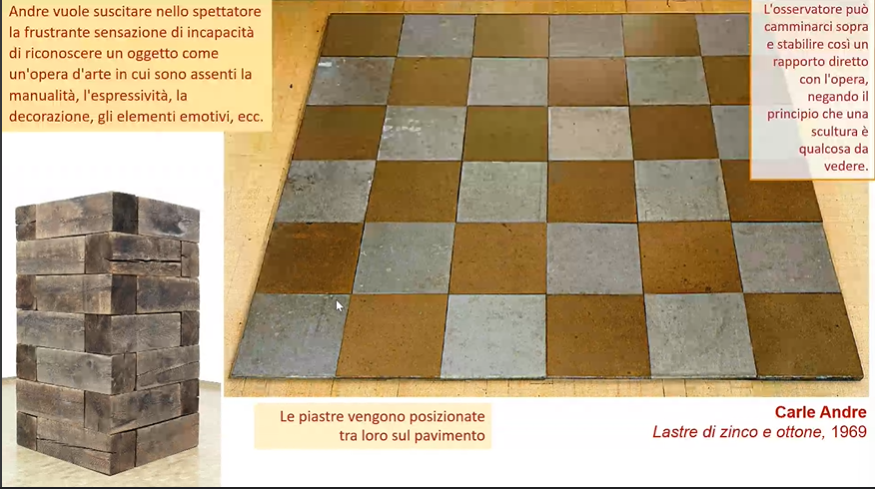 Andre vuole suscitare nello spettatore
la frustrante sensazione di incapacità
di riconoscere un oggetto come
un'opera d'arte in cui sono assenti la
manualità, l'espressività, la
decorazione, gli elementi emotivi, ecc.
L'osservatore può
camminarci sopra
e stabilire così un
rapporto diretto
con l'opera,
negando il
principio che una
scultura è
qualcosa da
vedere.
Le piastre vengono posizionate
tra loro sul pavimento
Carle Andre
Lastre di zinco e ottone, 1969